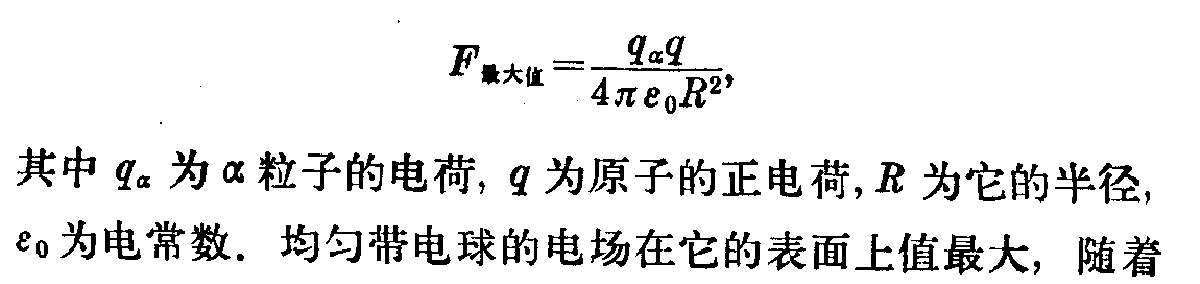 F最大值=qαq/4πε₀R²,
其中 qα 为 α 粒子的电荷, q 为原子的正电荷, R 为它的半径,
ε₀ 为电常数. 均匀带电球的电场在它的表面上值最大, 随着